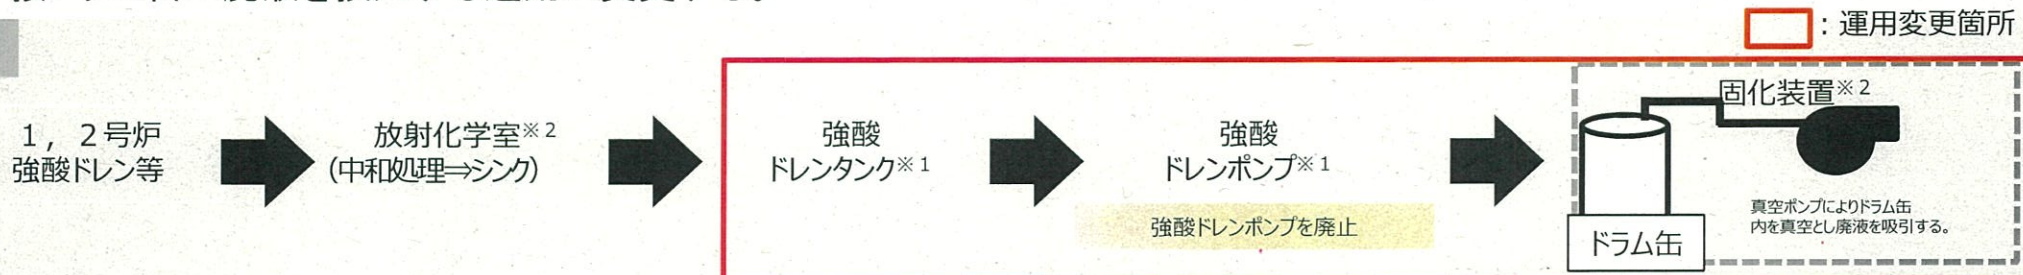 ：運用変更箇所
1，2号炉
強酸ドレン等
放射化学室※2
（中和処理⇒シンク）
強酸
ドレンタンク※1
強酸
ドレンポンプ※1
強酸ドレンポンプを廃止
固化装置※2
ドラム缶
真空ポンプによりドラム缶
内を真空とし廃液を吸引する。